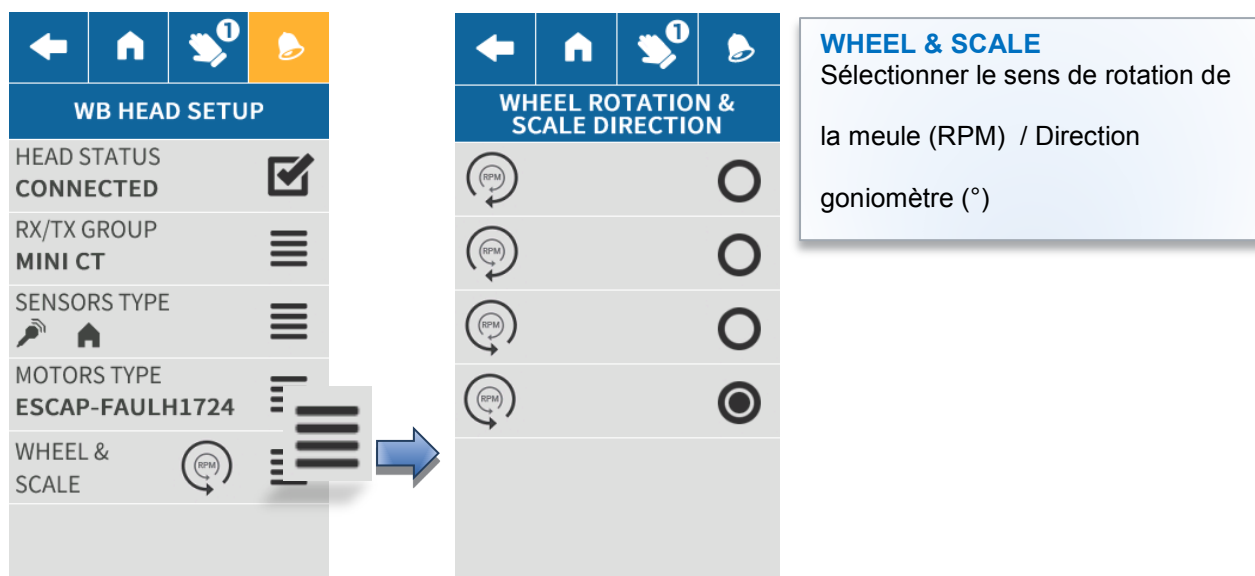 1
WB HEAD SETUP
HEAD STATUS
CONNECTED
RX/TX GROUP
MINI CT
SENSORS TYPE
MOTORS TYPE
ESCAP-FAULH1724
WHEEL &
SCALE
RPM
1
WHEEL ROTATION &
SCALE DIRECTION
RPM
RPM
RPM
RPM
WHEEL & SCALE
Sélectionner le sens de rotation de
la meule (RPM) / Direction
goniomètre (°)